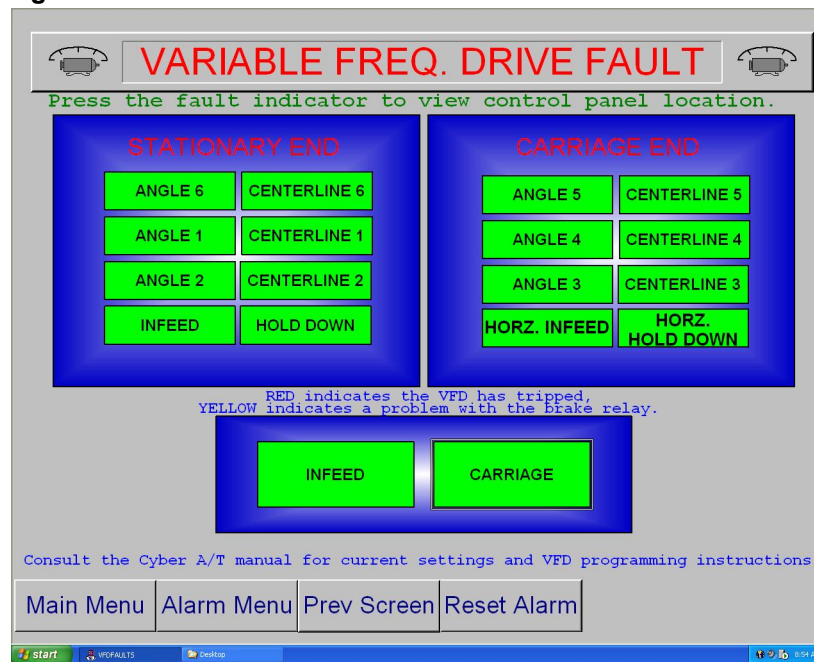 VARIABLE FREQ. DRIVE FAULT
Press the fault indicator to view control panel location.
STATIONARY END
ANGLE 6
CENTERLINE 6
ANGLE 1
CENTERLINE 1
ANGLE 2
CENTERLINE 2
INFEED
HOLD DOWN
CARRIAGE END
ANGLE 5
CENTERLINE 5
ANGLE 4
CENTERLINE 4
ANGLE 3
CENTERLINE 3
HORZ. INFEED
HORZ.
HOLD DOWN
RED indicates the VFD has tripped,
YELLOW indicates a problem with the brake relay.
INFEED
CARRIAGE
Consult the Cyber A/T manual for current settings and VFD programming instructions
Main Menu
Alarm Menu
Prev Screen
Reset Alarm
start
VFDFAULTS
Desktop
8:54 A